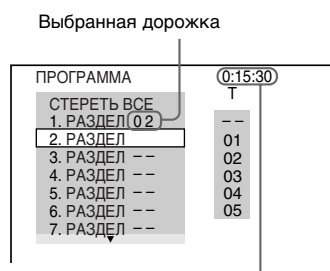 Выбранная дорожка
ПРОГРАММА 0:15:30
T
СТЕРЕТЬ ВСЕ
1. РАЗДЕЛ 0 2 – –
2. РАЗДЕЛ 01
3. РАЗДЕЛ – – 02
4. РАЗДЕЛ – – 03
5. РАЗДЕЛ – – 04
6. РАЗДЕЛ – – 05
7. РАЗДЕЛ – –